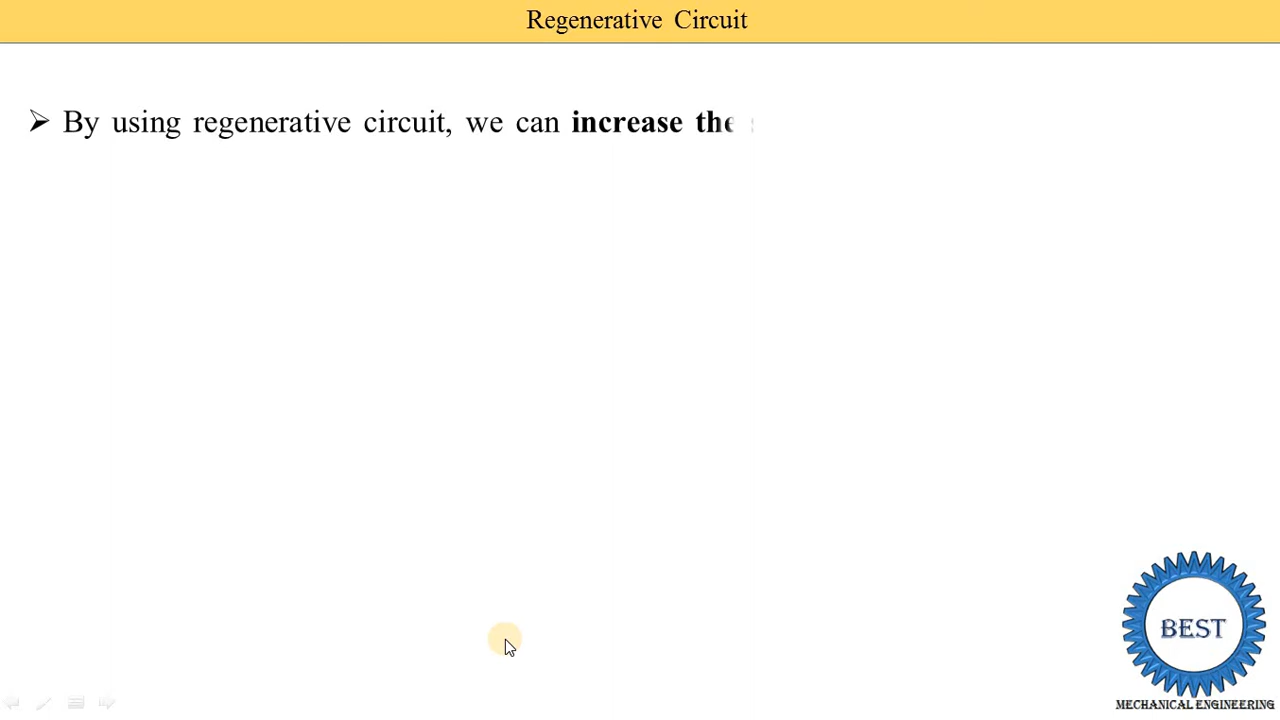 Regenerative Circuit
➢ By using regenerative circuit, we can increase the
BEST
MECHANICAL ENGINEERING